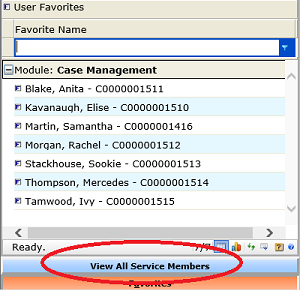 User Favorites
Favorite Name
Module: Case Management
Blake, Anita - C0000001511
Kavanaugh, Elise - C0000001510
Martin, Samantha - C0000001416
Morgan, Rachel - C0000001512
Stackhouse, Sookie - C0000001513
Thompson, Mercedes - C0000001514
Tamwood, Ivy - C0000001515
Ready. 7/7
View All Service Members
Favorites